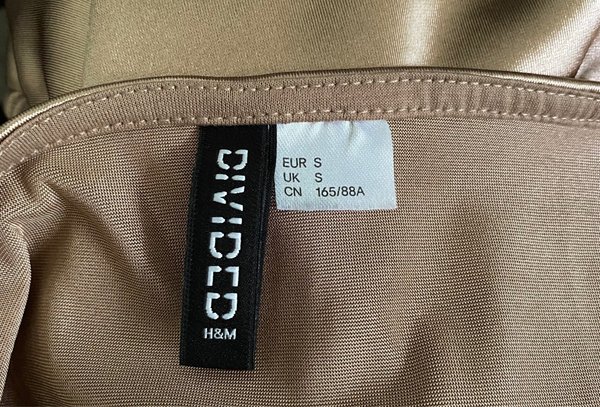 DIVIDED
H&M
EUR S
UK S
CN 165/88A